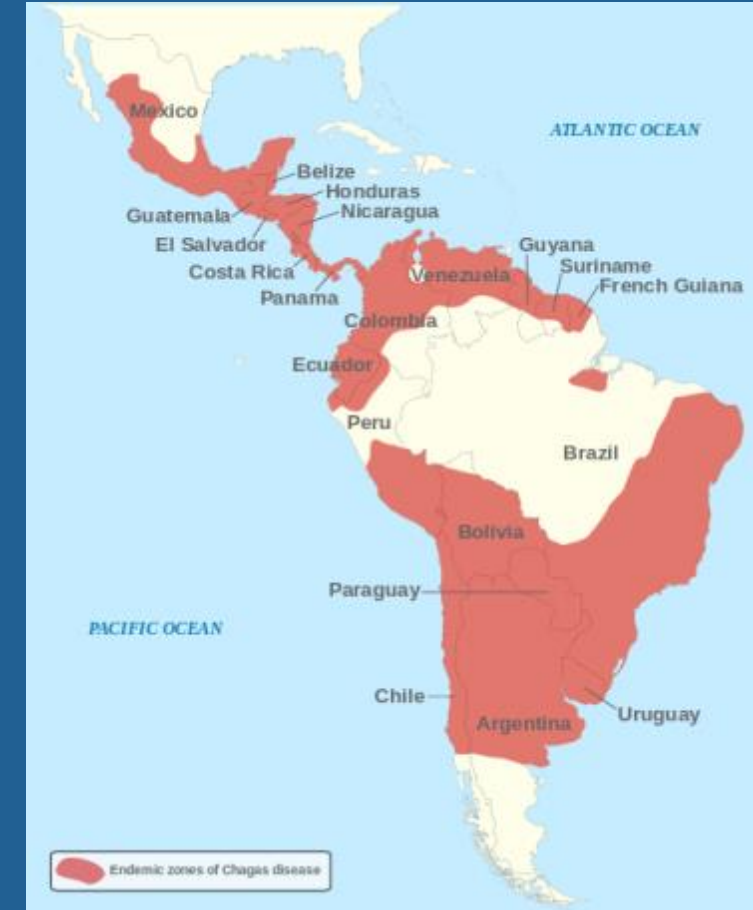 Mexico
ATLANTIC OCEAN
Belize
Honduras
Nicaragua
Guatemala
El Salvador
Costa Rica
Panama
Guyana
Suriname
French Guiana
Venezuela
Colombia
Ecuador
Peru
Brazil
Bolivia
Paraguay
PACIFIC OCEAN
Chile
Uruguay
Argentina
Endemic zones of Chagas disease